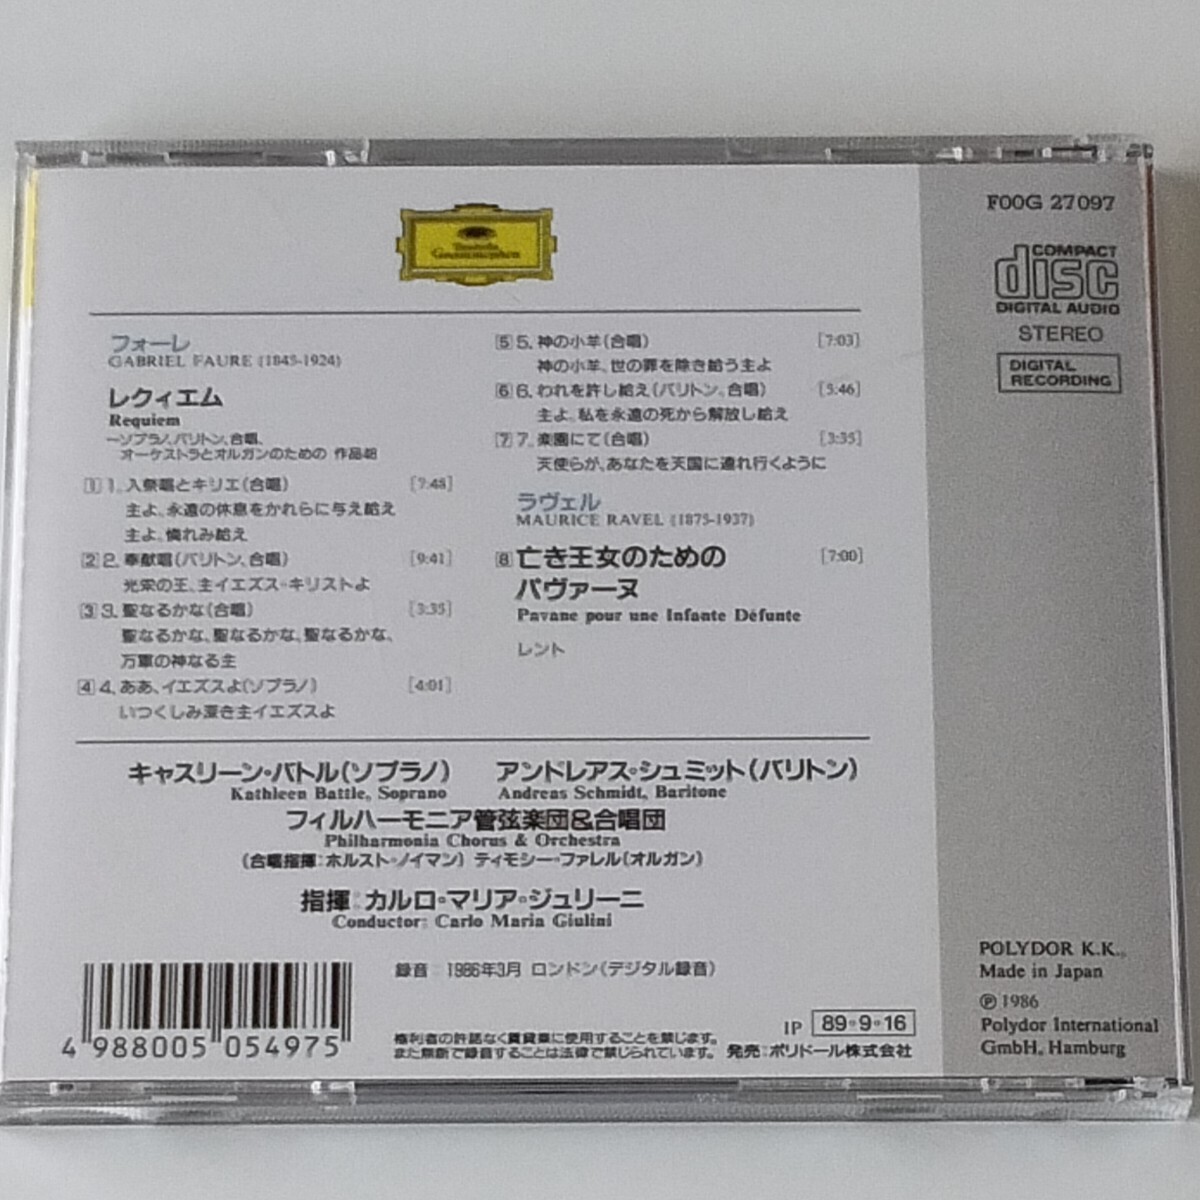 F00G 27097
COMPACT
disc
DIGITAL AUDIO
STEREO
DIGITAL
RECORDING
Deutsche
Grammophon
フォーレ
GABRIEL FAURE (1845-1924)
レクィエム
Requiem
ーソプラノ、バリトン、合唱、
オーケストラとオルガンのための 作品48
1 1. 入祭唱とキリエ(合唱) [7:48]
主よ、永遠の休息をかれらに与え給え
主よ、憐れみ給え
2 2. 奉献唱(バリトン、合唱) [9:41]
光栄の王、主イエズス・キリストよ
3 3. 聖なるかな(合唱) [3:35]
聖なるかな、聖なるかな、聖なるかな、
万軍の神なる主
4 4. ああ、イエズスよ(ソプラノ) [4:01]
いつくしみ深き主イエズスよ
5 5. 神の小羊(合唱) [7:03]
神の小羊、世の罪を除き給う主よ
6 6. われを許し給え(バリトン、合唱) [5:46]
主よ、私を永遠の死から解放し給え
7 7. 楽園にて(合唱) [3:35]
天使らが、あなたを天国に連れ行くように
ラヴェル
MAURICE RAVEL (1875-1937)
8 亡き王女のための [7:00]
パヴァーヌ
Pavane pour une Infante Défunte
レント
キャスリーン・バトル(ソプラノ) アンドレアス・シュミット(バリトン)
Kathleen Battle, Soprano Andreas Schmidt, Baritone
フィルハーモニア管弦楽団&合唱団
Philharmonia Chorus & Orchestra
(合唱指揮:ホルスト・ノイマン) ティモシー・ファレル(オルガン)
指揮:カルロ・マリア・ジュリーニ
Conductor: Carlo Maria Giulini
録音:1986年3月 ロンドン(デジタル録音)
4 988005 054975
権利者の許諾なく賃貸業に使用することを禁じます。
また無断で録音することは法律で禁じられています。
IP 89・9・16
発売:ポリドール株式会社
POLYDOR K.K.,
Made in Japan
Ⓟ 1986
Polydor International
GmbH, Hamburg